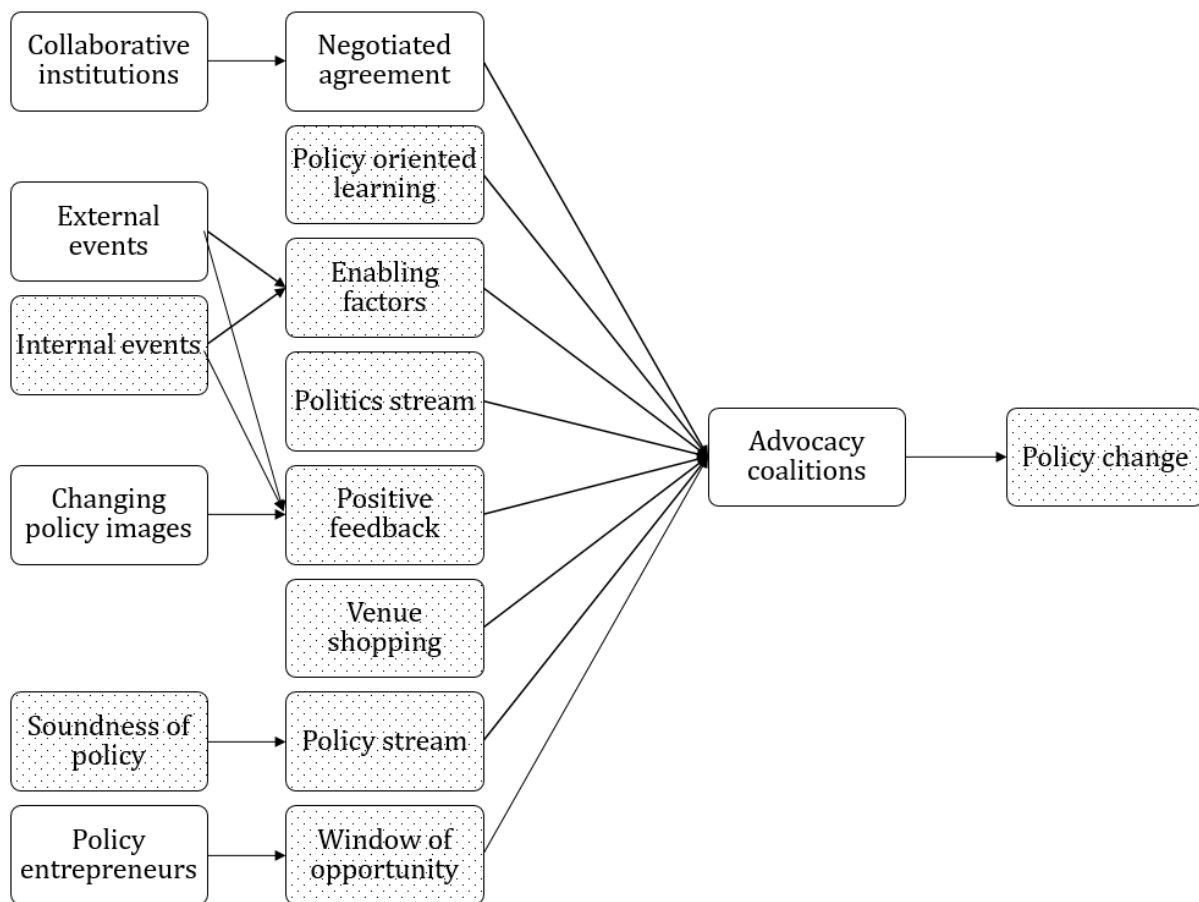 Collaborative
institutions
Negotiated
agreement
Policy oriented
learning
External
events
Enabling
factors
Internal events
Politics stream
Advocacy
coalitions
Policy change
Changing
policy images
Positive
feedback
Venue
shopping
Soundness of
policy
Policy stream
Policy
entrepreneurs
Window of
opportunity